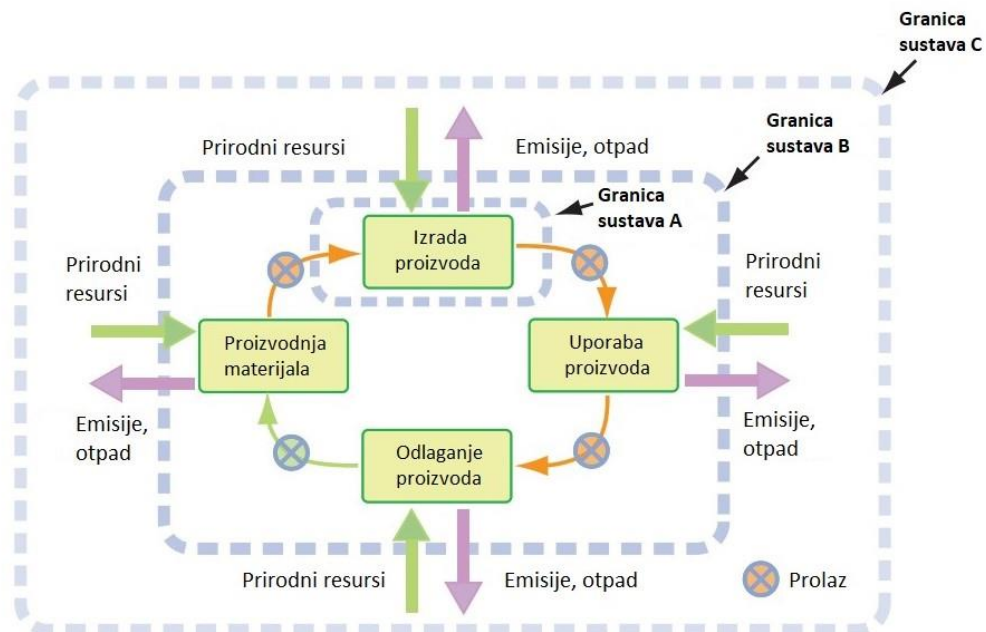 Granica
sustava C
Granica
sustava B
Prirodni resursi
Emisije, otpad
Granica
sustava A
Izrada
proizvoda
Prirodni
resursi
Prirodni
resursi
Proizvodnja
materijala
Uporaba
proizvoda
Emisije,
otpad
Emisije,
otpad
Odlaganje
proizvoda
Prirodni resursi
Emisije, otpad
Prolaz